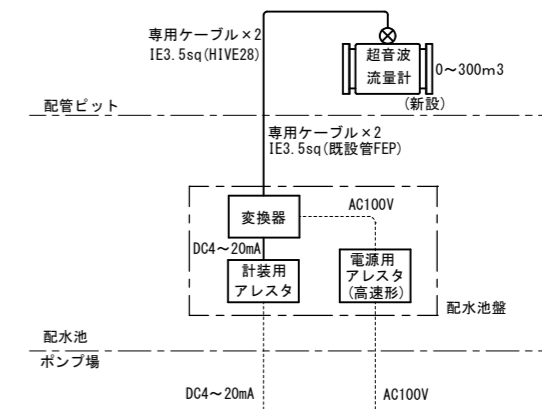 専用ケーブル×2
IE3.5sq(HIVE28)
超音波
流量計
0～300m3
(新設)
配管ピット
専用ケーブル×2
IE3.5sq(既設管FEP)
変換器
AC100V
DC4～20mA
計装用
アレスタ
電源用
アレスタ
(高速形)
配水池盤
配水池
ポンプ場
DC4～20mA
AC100V